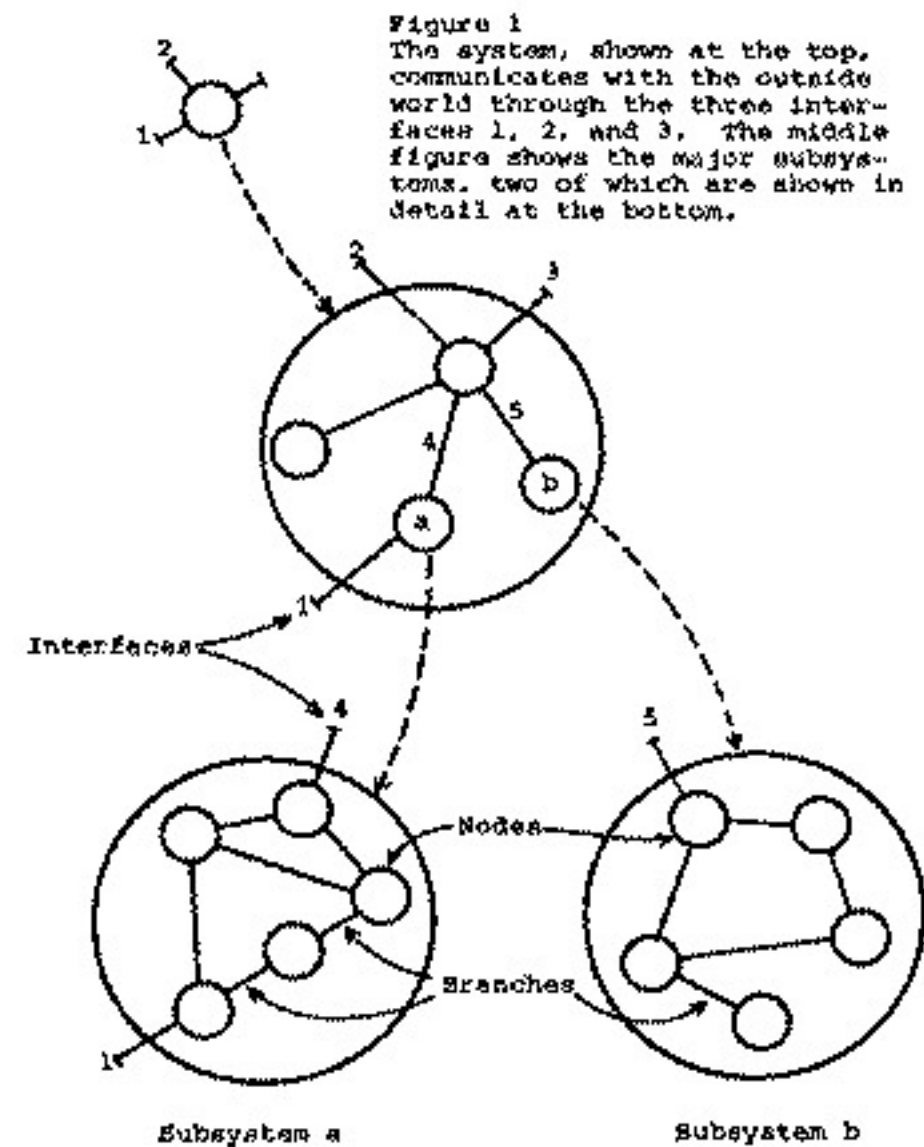 Figure 1
The system, shown at the top,
communicates with the outside
world through the three inter-
faces 1, 2, and 3. The middle
figure shows the major subsys-
tems, two of which are shown in
detail at the bottom.
2
1
2
3
5
4
b
a
1
Interfaces
4
5
Nodes
Branches
1
Subsystem a
Subsystem b